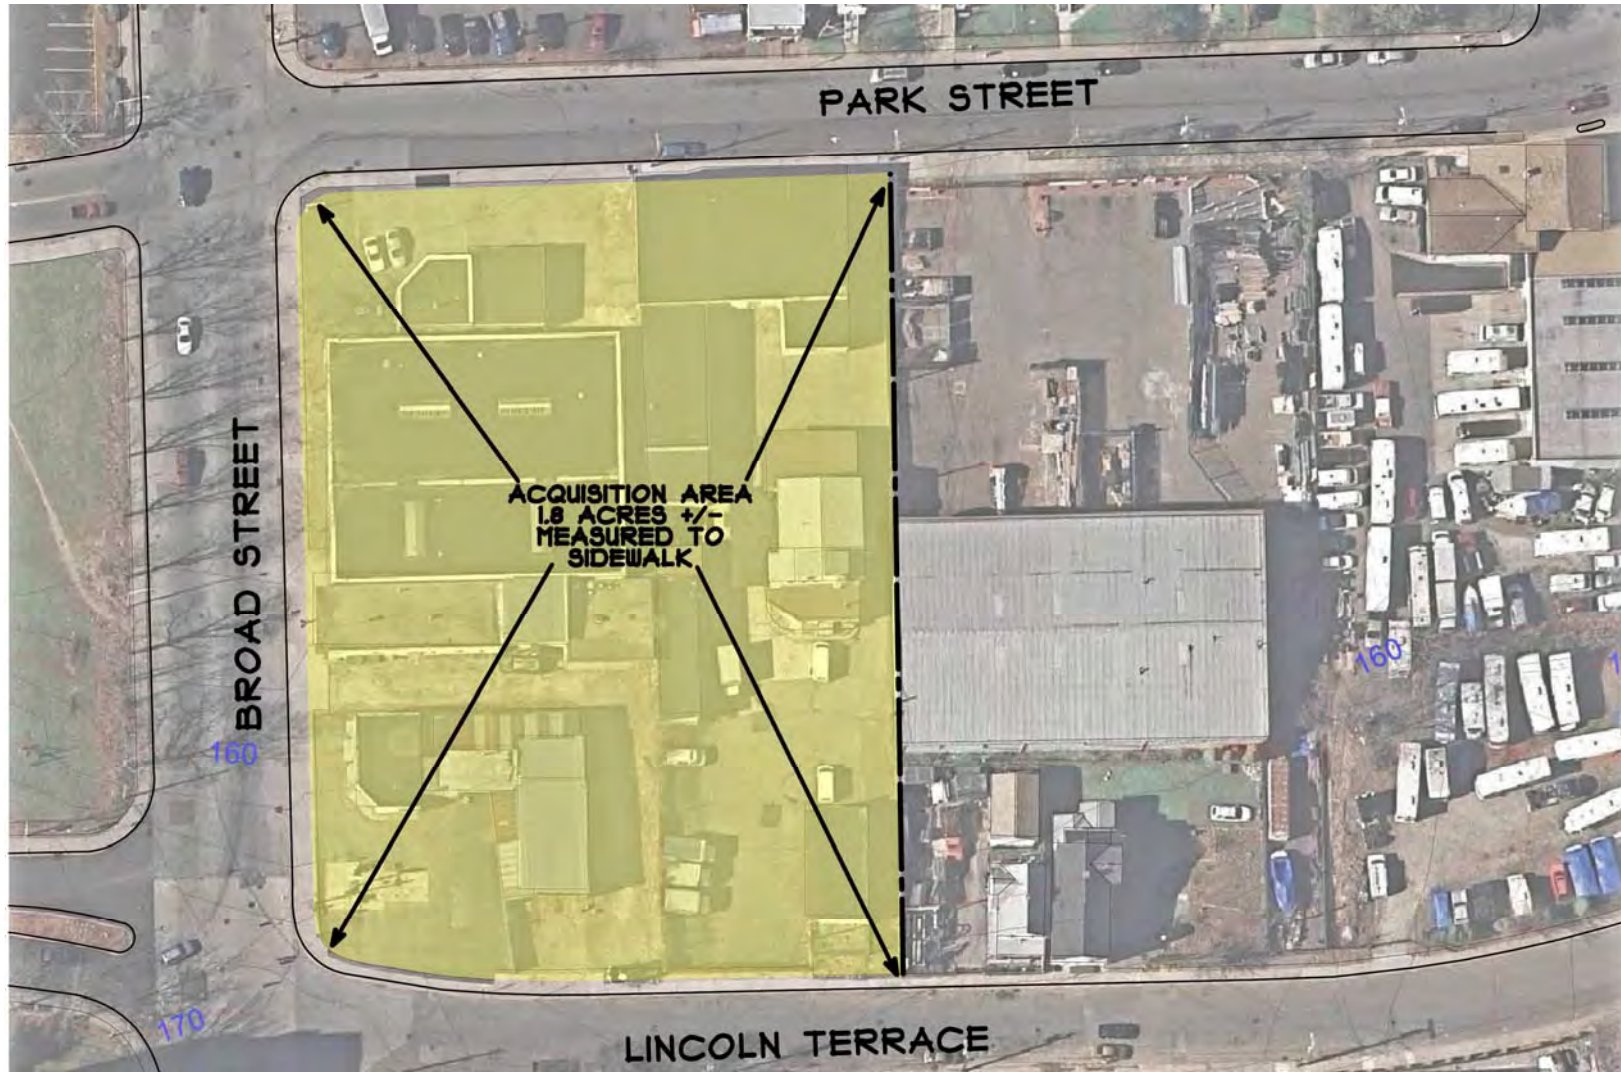 PARK STREET
BROAD STREET
ACQUISITION AREA
1.8 ACRES +/-
MEASURED TO
SIDEWALK
160
160
170
LINCOLN TERRACE